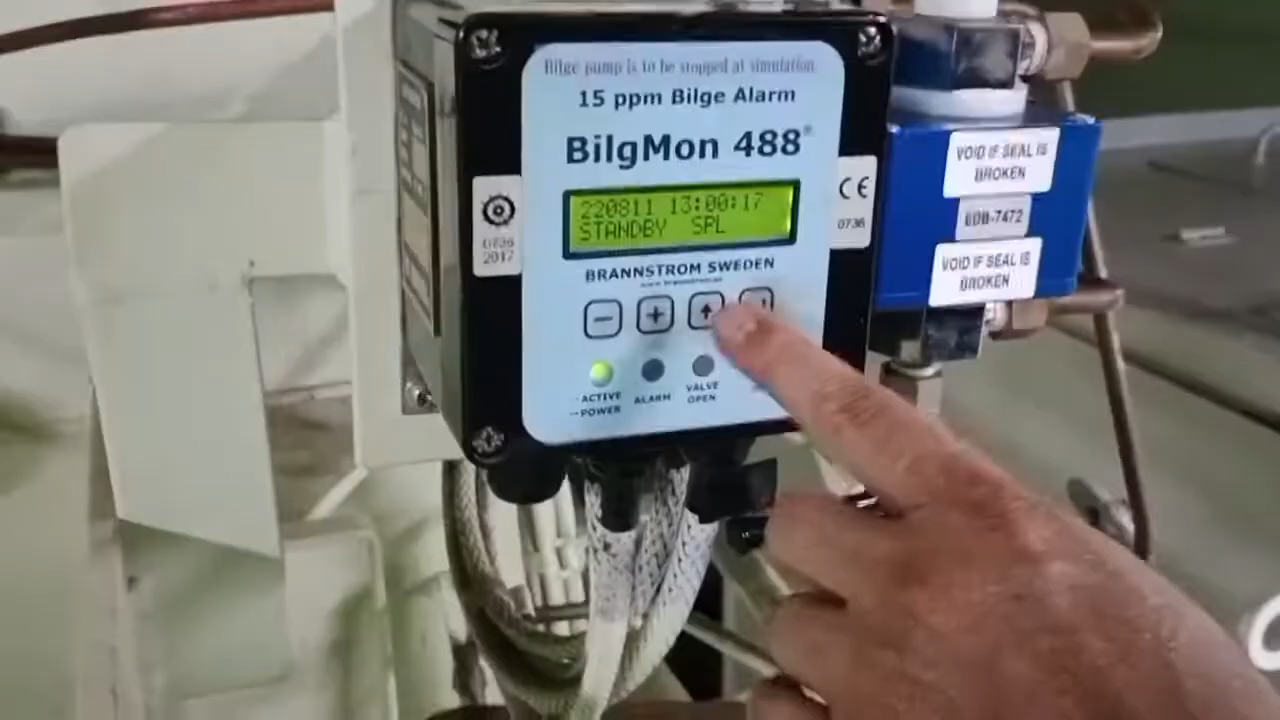 Bilge pump is to be stopped at simulation.
15 ppm Bilge Alarm
BilgMon 488®
220811 13:00:17
STANDBY SPL
BRANNSTROM SWEDEN
ACTIVE
POWER
ALARM
VALVE
OPEN
0736
2017
CE
0736
VOID IF SEAL IS
BROKEN
EDB-7472
VOID IF SEAL IS
BROKEN